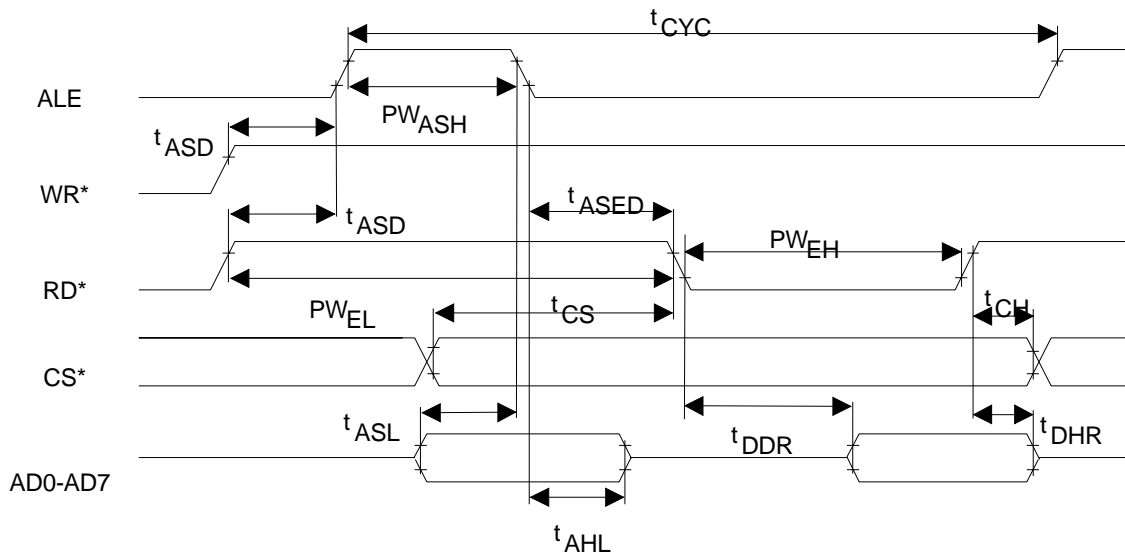 tCYC
ALE
PWASH
tASD
WR*
tASED
tASD
PWEH
RD*
PWEL
tCS
tCH
CS*
tASL
tDDR
tDHR
AD0-AD7
tAHL